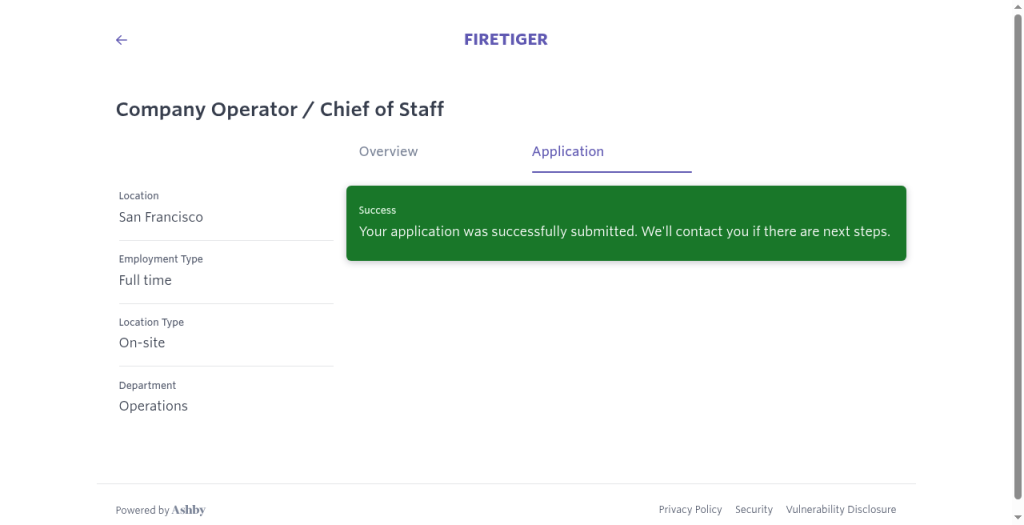 FIRETIGER
Company Operator / Chief of Staff
Overview
Application
Location
San Francisco
Employment Type
Full time
Location Type
On-site
Department
Operations
Success
Your application was successfully submitted. We'll contact you if there are next steps.
Powered by Ashby
Privacy Policy
Security
Vulnerability Disclosure